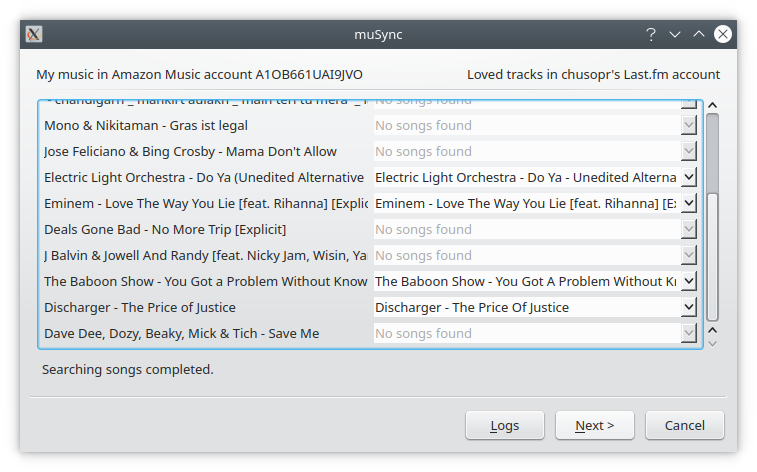 muSync
My music in Amazon Music account A1OB661UAI9JVO
Loved tracks in chusopr's Last.fm account
Mono & Nikitaman - Gras ist legal
No songs found
Jose Feliciano & Bing Crosby - Mama Don't Allow
No songs found
Electric Light Orchestra - Do Ya (Unedited Alternative
Electric Light Orchestra - Do Ya - Unedited Alterna
Eminem - Love The Way You Lie [feat. Rihanna] [Explic
Eminem - Love The Way You Lie [feat. Rihanna] [Ex
Deals Gone Bad - No More Trip [Explicit]
No songs found
J Balvin & Jowell And Randy [feat. Nicky Jam, Wisin, Ya
No songs found
The Baboon Show - You Got a Problem Without Know
The Baboon Show - You Got A Problem Without Kn
Discharger - The Price of Justice
Discharger - The Price Of Justice
Dave Dee, Dozy, Beaky, Mick & Tich - Save Me
No songs found
Searching songs completed.
Logs
Next >
Cancel